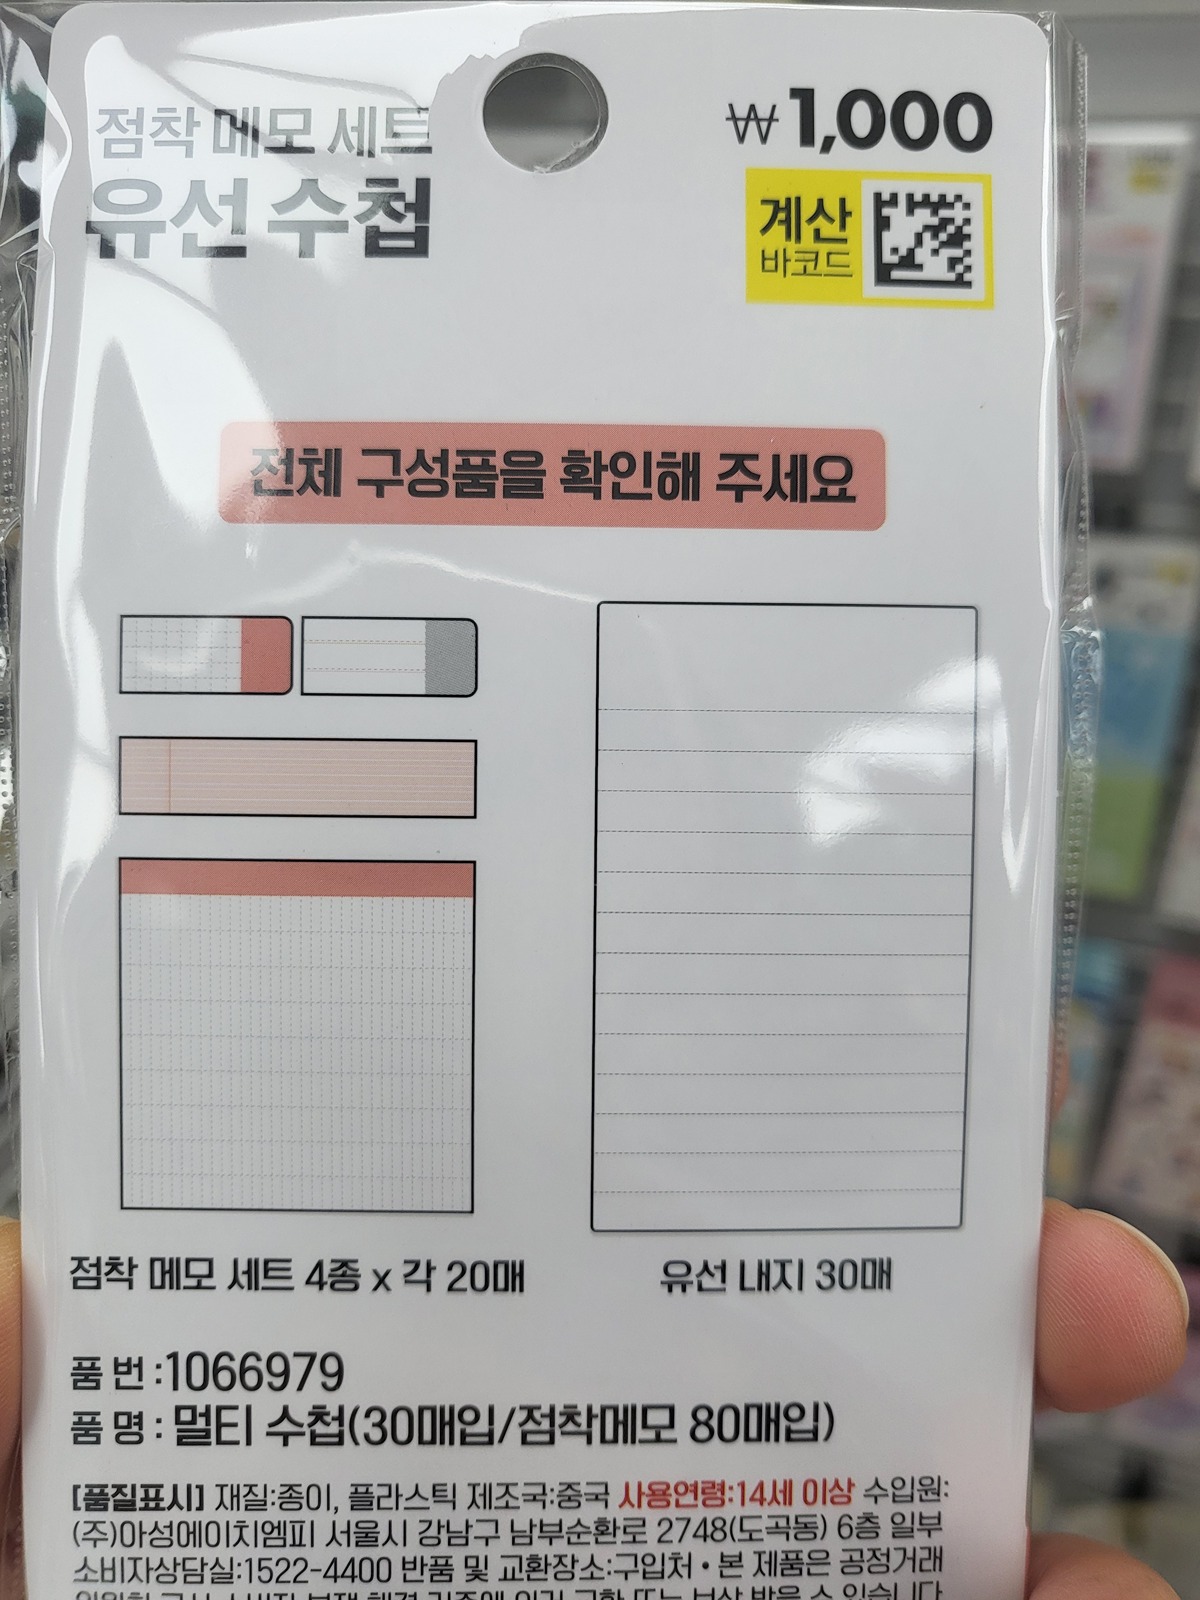 점착 메모 세트
유선 수첩
₩1,000
계산
바코드
전체 구성품을 확인해 주세요
점착 메모 세트 4종 x 각 20매
유선 내지 30매
품 번 :1066979
품 명 : 멀티 수첩(30매입/점착메모 80매입)
[품질표시] 재질:종이, 플라스틱 제조국:중국 사용연령:14세 이상 수입원:
(주)아성에이치엠피 서울시 강남구 남부순환로 2748(도곡동) 6층 일부
소비자상담실:1522-4400 반품 및 교환장소:구입처 • 본 제품은 공정거래